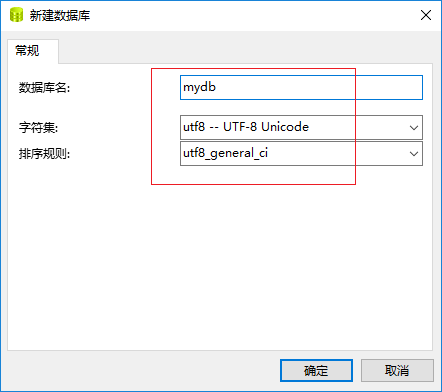 新建数据库
常规
数据库名: mydb
字符集: utf8 -- UTF-8 Unicode
排序规则: utf8_general_ci
确定 取消